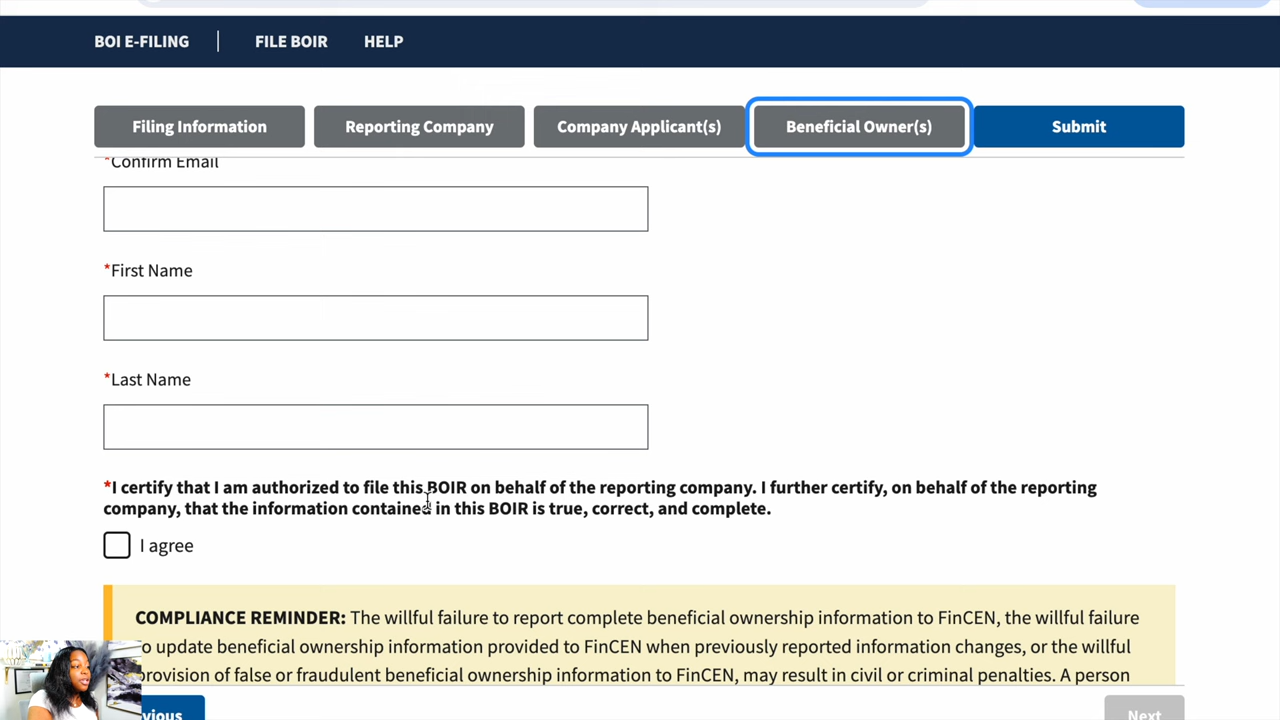 BOI E-FILING
FILE BOIR
HELP
Filing Information
Reporting Company
Company Applicant(s)
Beneficial Owner(s)
Submit
*Confirm Email
*First Name
*Last Name
*I certify that I am authorized to file this BOIR on behalf of the reporting company. I further certify, on behalf of the reporting
company, that the information contained in this BOIR is true, correct, and complete.
I agree
COMPLIANCE REMINDER: The willful failure to report complete beneficial ownership information to FinCEN, the willful failure
to update beneficial ownership information provided to FinCEN when previously reported information changes, or the willful
provision of false or fraudulent beneficial ownership information to FinCEN, may result in civil or criminal penalties. A person
vious
Next